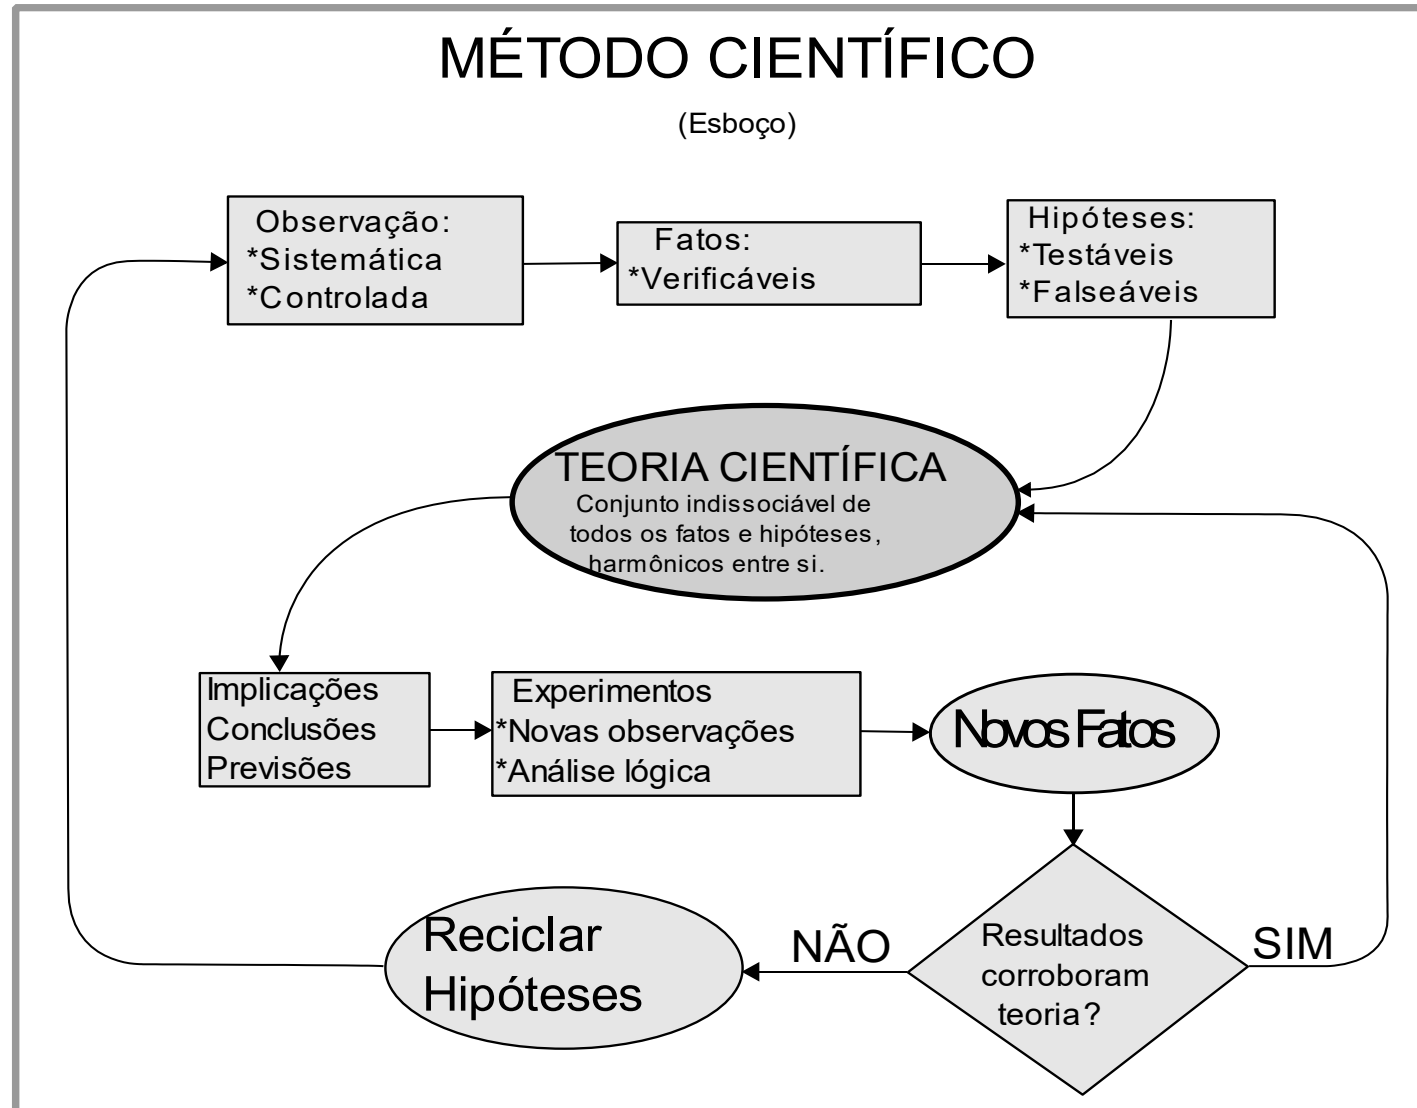 MÉTODO CIENTÍFICO
(Esboço)
Observação:
*Sistemática
*Controlada
Fatos:
*Verificáveis
Hipóteses:
*Testáveis
*Falseáveis
TEORIA CIENTÍFICA
Conjunto indissociável de
todos os fatos e hipóteses,
harmônicos entre si.
Implicações
Conclusões
Previsões
Experimentos
*Novas observações
*Análise lógica
Novos Fatos
Resultados
corroboram
teoria?
SIM
NÃO
Reciclar
Hipóteses